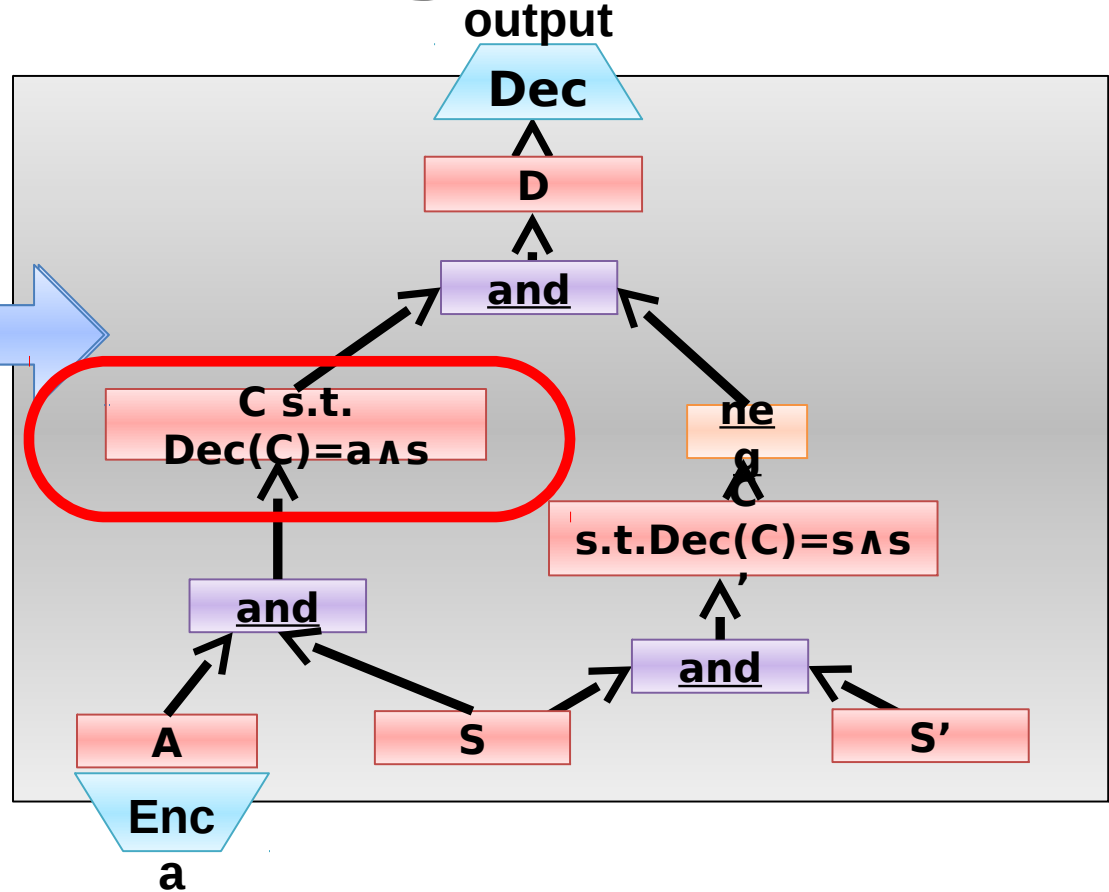 output
Dec
D
and
C s.t.
Dec(C)=a∧s
ne
g
C
s.t.Dec(C)=s∧s
’
and
and
A
S
S’
Enc
a